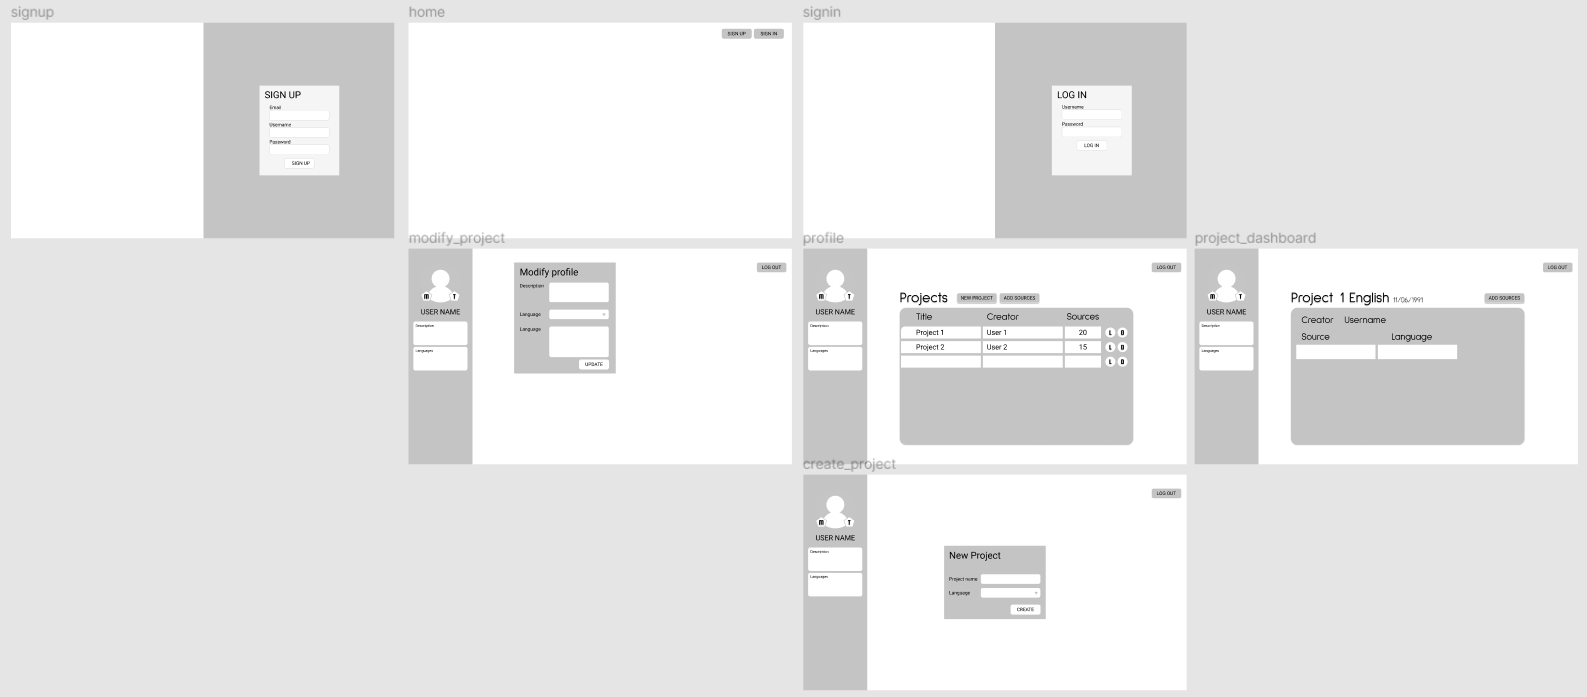 signup
SIGN UP
Email
Username
Password
SIGN UP
home
SIGN UP SIGN IN
signin
LOG IN
Username
Password
LOG IN
modify_project
m T
USER NAME
Description
Languages
Modify profile
Description
Language
Language
UPDATE
LOG OUT
profile
m T
USER NAME
Description
Languages
LOG OUT
Projects NEW PROJECT ADD SOURCES
Title Creator Sources
Project 1 User 1 20 L D
Project 2 User 2 15 L D
L D
project_dashboard
m T
USER NAME
Description
Languages
LOG OUT
Project 1 English 11/06/1991 ADD SOURCES
Creator Username
Source Language
create_project
m T
USER NAME
Description
Languages
LOG OUT
New Project
Project name
Language
CREATE